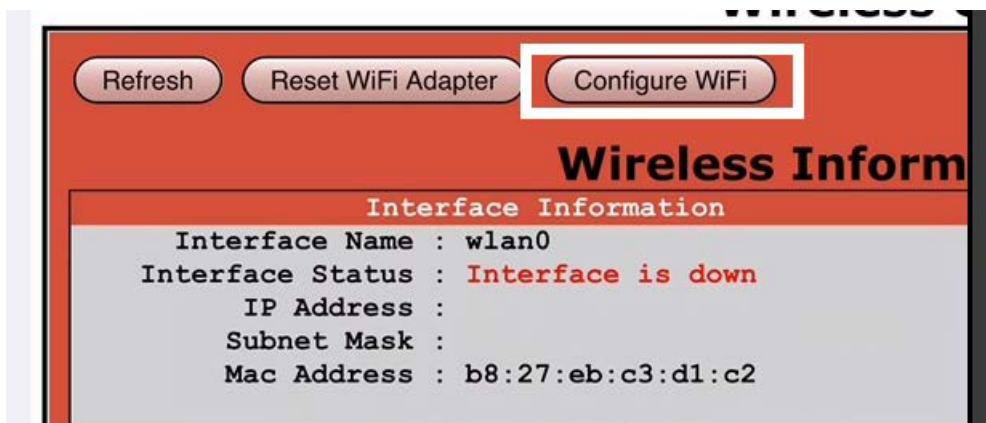 Refresh Reset WiFi Adapter Configure WiFi
Wireless Inform
Interface Information
Interface Name : wlan0
Interface Status : Interface is down
IP Address :
Subnet Mask :
Mac Address : b8:27:eb:c3:d1:c2